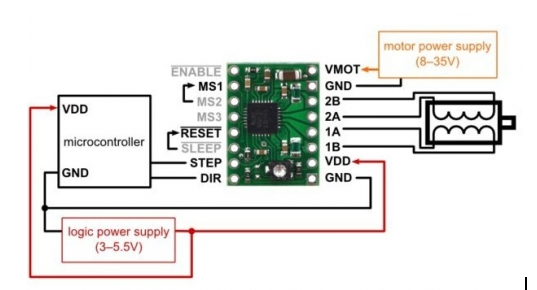 motor power supply
(8–35V)
ENABLE
MS1
MS2
MS3
RESET
SLEEP
STEP
DIR
VMOT
GND
2B
2A
1A
1B
VDD
GND
VDD
microcontroller
GND
logic power supply
(3–5.5V)